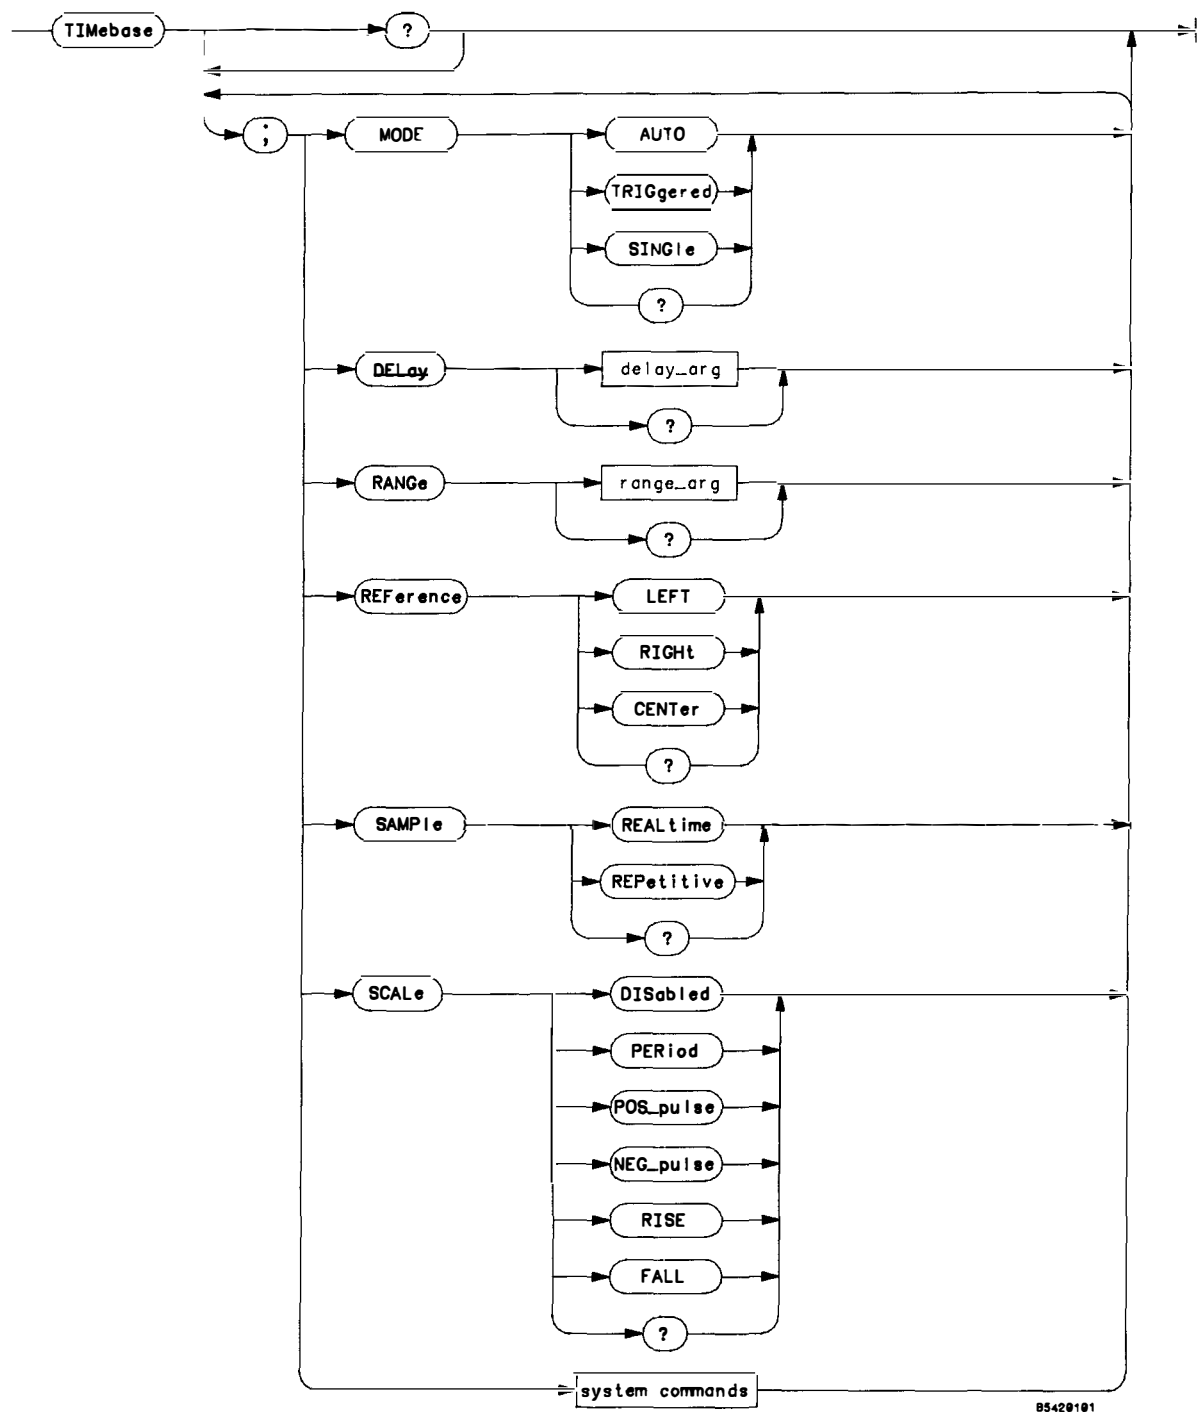 TIMebase ?
; MODE AUTO
TRIGgered
SINGle
?
DELay delay_arg
?
RANGe range_arg
?
REFerence LEFT
RIGHt
CENTer
?
SAMPle REALtime
REPetitive
?
SCALe DISabled
PERiod
POS_pulse
NEG_pulse
RISE
FALL
?
system commands
85420101